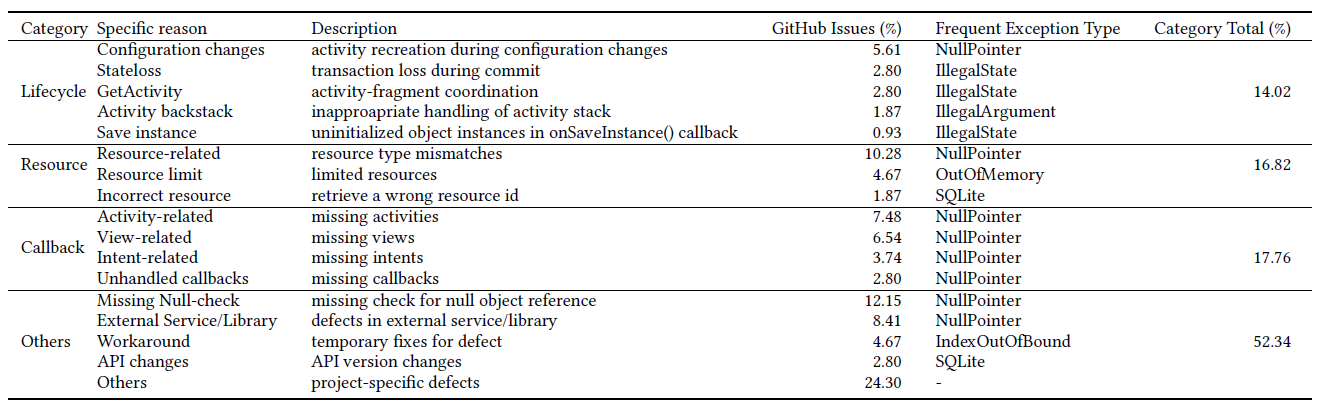 Category Specific reason Description GitHub Issues (%) Frequent Exception Type Category Total (%)
Configuration changes activity recreation during configuration changes 5.61 NullPointer
Stateloss transaction loss during commit 2.80 IllegalState
Lifecycle GetActivity activity-fragment coordination 2.80 IllegalState 14.02
Activity backstack inapproapriate handling of activity stack 1.87 IllegalArgument
Save instance uninitialized object instances in onSaveInstance() callback 0.93 IllegalState
Resource-related resource type mismatches 10.28 NullPointer
Resource 16.82
Resource limit limited resources 4.67 OutOfMemory
Incorrect resource retrieve a wrong resource id 1.87 SQLite
Activity-related missing activities 7.48 NullPointer
View-related missing views 6.54 NullPointer
Callback
Intent-related missing intents 3.74 NullPointer 17.76
Unhandled callbacks missing callbacks 2.80 NullPointer
Missing Null-check missing check for null object reference 12.15 NullPointer
External Service/Library defects in external service/library 8.41 NullPointer
Others Workaround temporary fixes for defect 4.67 IndexOutOfBound 52.34
API changes API version changes 2.80 SQLite
Others project-specific defects 24.30 -